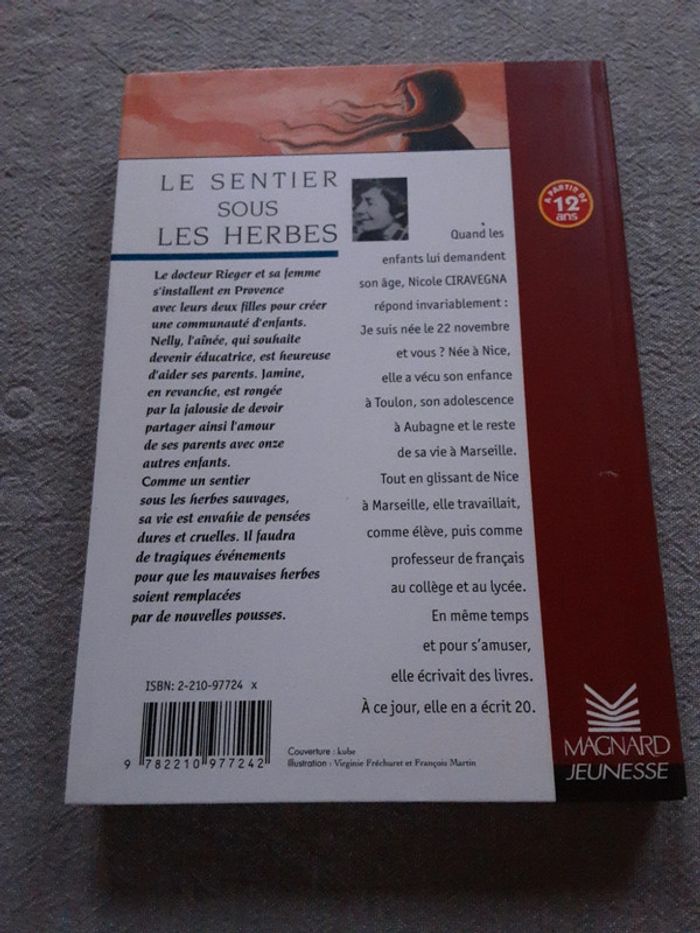 LE SENTIER
SOUS
LES HERBES
Le docteur Rieger et sa femme
s'installent en Provence
avec leurs deux filles pour créer
une communauté d'enfants.
Nelly, l'aînée, qui souhaite
devenir éducatrice, est heureuse
d'aider ses parents. Jamine,
en revanche, est rongée
par la jalousie de devoir
partager ainsi l'amour
de ses parents avec onze
autres enfants.
Comme un sentier
sous les herbes sauvages,
sa vie est envahie de pensées
dures et cruelles. Il faudra
de tragiques événements
pour que les mauvaises herbes
soient remplacées
par de nouvelles pousses.
Quand les
enfants lui demandent
son âge, Nicole CIRAVEGNA
répond invariablement :
Je suis née le 22 novembre
et vous ? Née à Nice,
elle a vécu son enfance
à Toulon, son adolescence
à Aubagne et le reste
de sa vie à Marseille.
Tout en glissant de Nice
à Marseille, elle travaillait,
comme élève, puis comme
professeur de français
au collège et au lycée.
En même temps
et pour s'amuser,
elle écrivait des livres.
À ce jour, elle en a écrit 20.
A PARTIR DE
12
ans
ISBN: 2-210-97724 x
9 782210 977242
Couverture : kube
Illustration : Virginie Fréchuret et François Martin
MAGNARD
JEUNESSE